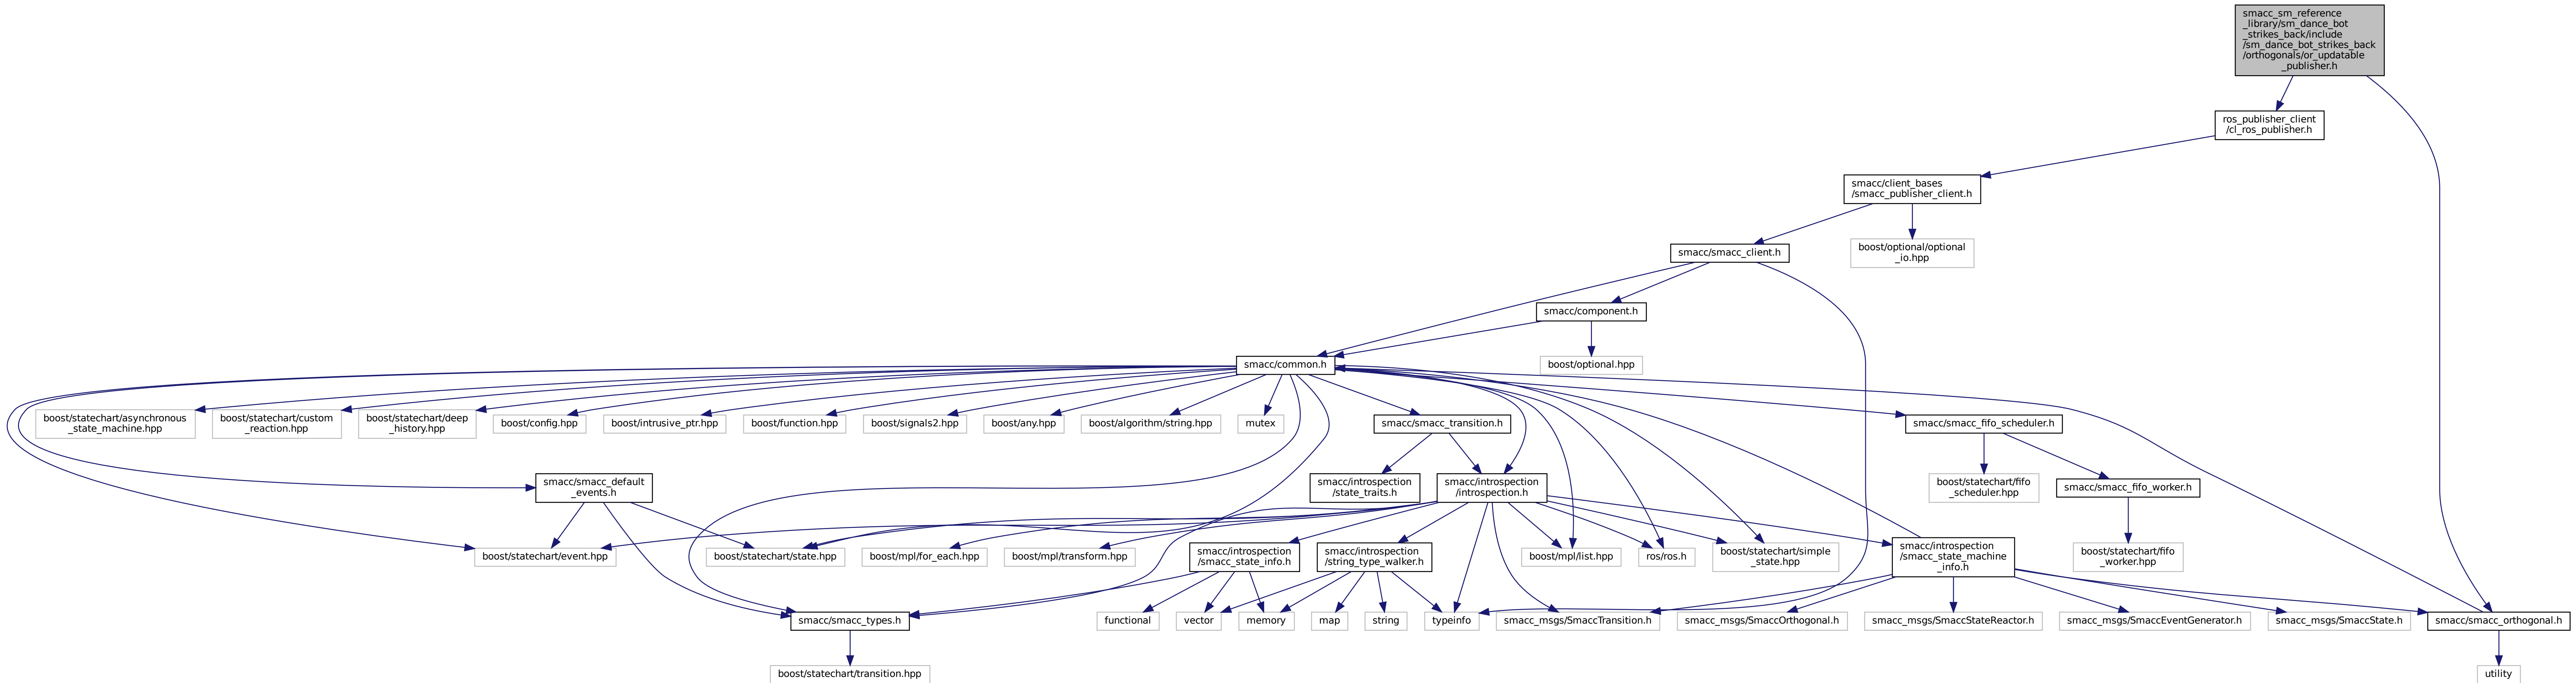 smacc_sm_reference
_library/sm_dance_bot
_strikes_back/include
/sm_dance_bot_strikes_back
/orthogonals/or_updatable
_publisher.h
ros_publisher_client
/cl_ros_publisher.h
smacc/client_bases
/smacc_publisher_client.h
smacc/smacc_client.h
boost/optional/optional
_io.hpp
smacc/component.h
smacc/common.h
boost/optional.hpp
boost/statechart/asynchronous
_state_machine.hpp
boost/statechart/custom
_reaction.hpp
boost/statechart/deep
_history.hpp
boost/config.hpp
boost/intrusive_ptr.hpp
boost/function.hpp
boost/signals2.hpp
boost/any.hpp
boost/algorithm/string.hpp
mutex
smacc/smacc_transition.h
smacc/smacc_fifo_scheduler.h
smacc/smacc_default
_events.h
smacc/introspection
/state_traits.h
smacc/introspection
/introspection.h
boost/statechart/fifo
_scheduler.hpp
smacc/smacc_fifo_worker.h
boost/statechart/event.hpp
boost/statechart/state.hpp
boost/mpl/for_each.hpp
boost/mpl/transform.hpp
smacc/introspection
/smacc_state_info.h
smacc/introspection
/string_type_walker.h
boost/mpl/list.hpp
ros/ros.h
boost/statechart/simple
_state.hpp
smacc/introspection
/smacc_state_machine
_info.h
boost/statechart/fifo
_worker.hpp
smacc/smacc_types.h
functional
vector
memory
map
string
typeinfo
smacc_msgs/SmaccTransition.h
smacc_msgs/SmaccOrthogonal.h
smacc_msgs/SmaccStateReactor.h
smacc_msgs/SmaccEventGenerator.h
smacc_msgs/SmaccState.h
smacc/smacc_orthogonal.h
boost/statechart/transition.hpp
utility